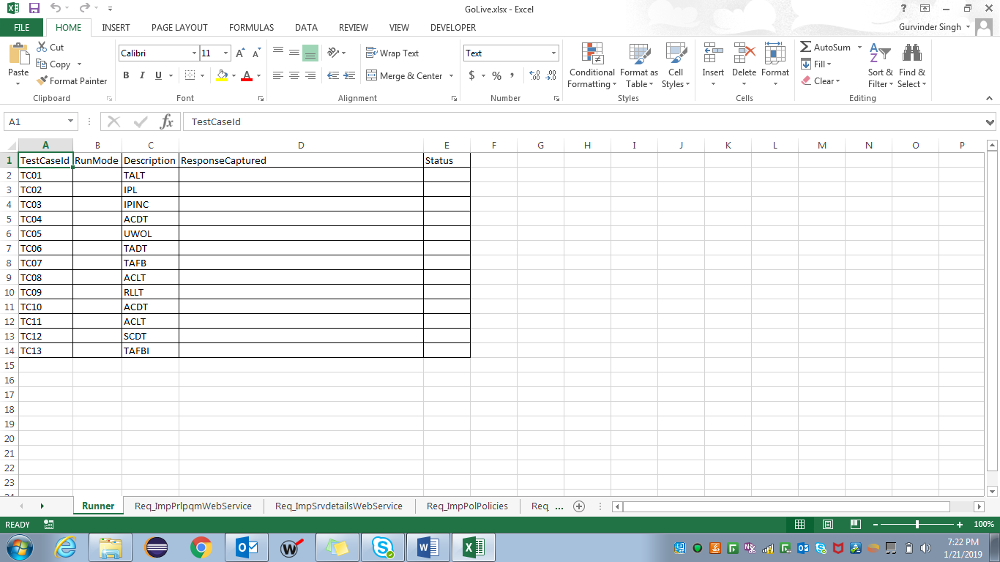 GoLive.xlsx - Excel
?
FILE HOME INSERT PAGE LAYOUT FORMULAS DATA REVIEW VIEW DEVELOPER Gurvinder Singh
Paste Cut Copy Format Painter
Calibri 11
B I U
Wrap Text
Merge & Center
Text
$ % ,
Conditional Formatting Format as Table Cell Styles
Insert Delete Format
AutoSum Fill Clear
Sort & Filter Find & Select
Clipboard Font Alignment Number Styles Cells Editing
A1 fx TestCaseId
A B C D E F G H I J K L M N O P
1 TestCaseId RunMode Description ResponseCaptured Status
2 TC01 TALT
3 TC02 IPL
4 TC03 IPINC
5 TC04 ACDT
6 TC05 UWOL
7 TC06 TADT
8 TC07 TAFB
9 TC08 ACLT
10 TC09 RLLT
11 TC10 ACDT
12 TC11 ACLT
13 TC12 SCDT
14 TC13 TAFBI
15
16
17
18
19
20
21
22
23
Runner Req_ImpPrlpqmWebService Req_ImpSrvdetailsWebService Req_ImpPolPolicies Req ...
READY 100%
7:22 PM
1/21/2019